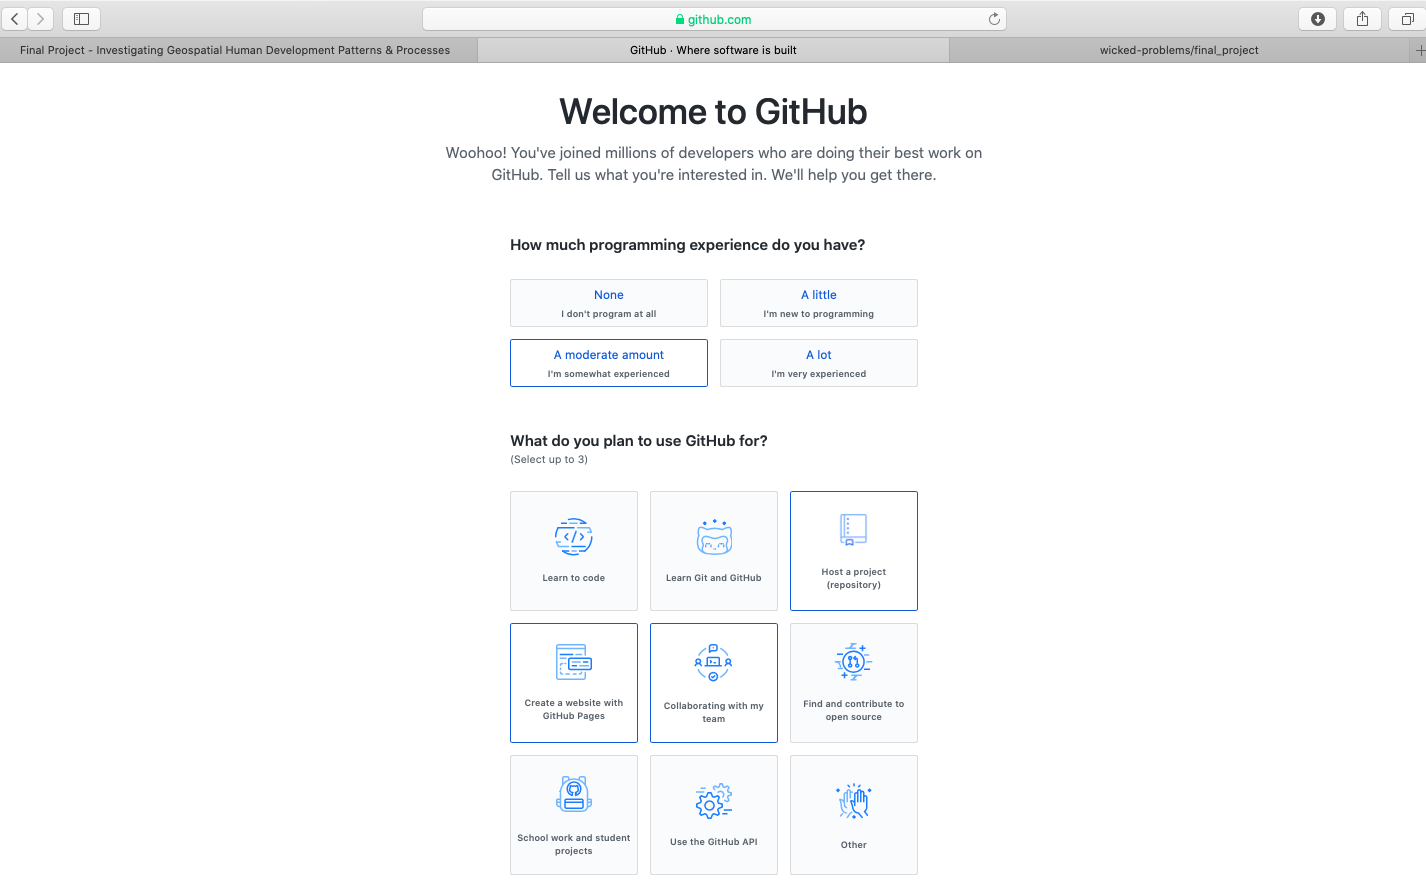 github.com
Final Project - Investigating Geospatial Human Development Patterns & Processes
GitHub · Where software is built
wicked-problems/final_project
Welcome to GitHub
Woohoo! You've joined millions of developers who are doing their best work on
GitHub. Tell us what you're interested in. We'll help you get there.
How much programming experience do you have?
None
I don't program at all
A little
I'm new to programming
A moderate amount
I'm somewhat experienced
A lot
I'm very experienced
What do you plan to use GitHub for?
(Select up to 3)
Learn to code
Learn Git and GitHub
Host a project
(repository)
Create a website with
GitHub Pages
Collaborating with my
team
Find and contribute to
open source
School work and student
projects
Use the GitHub API
Other